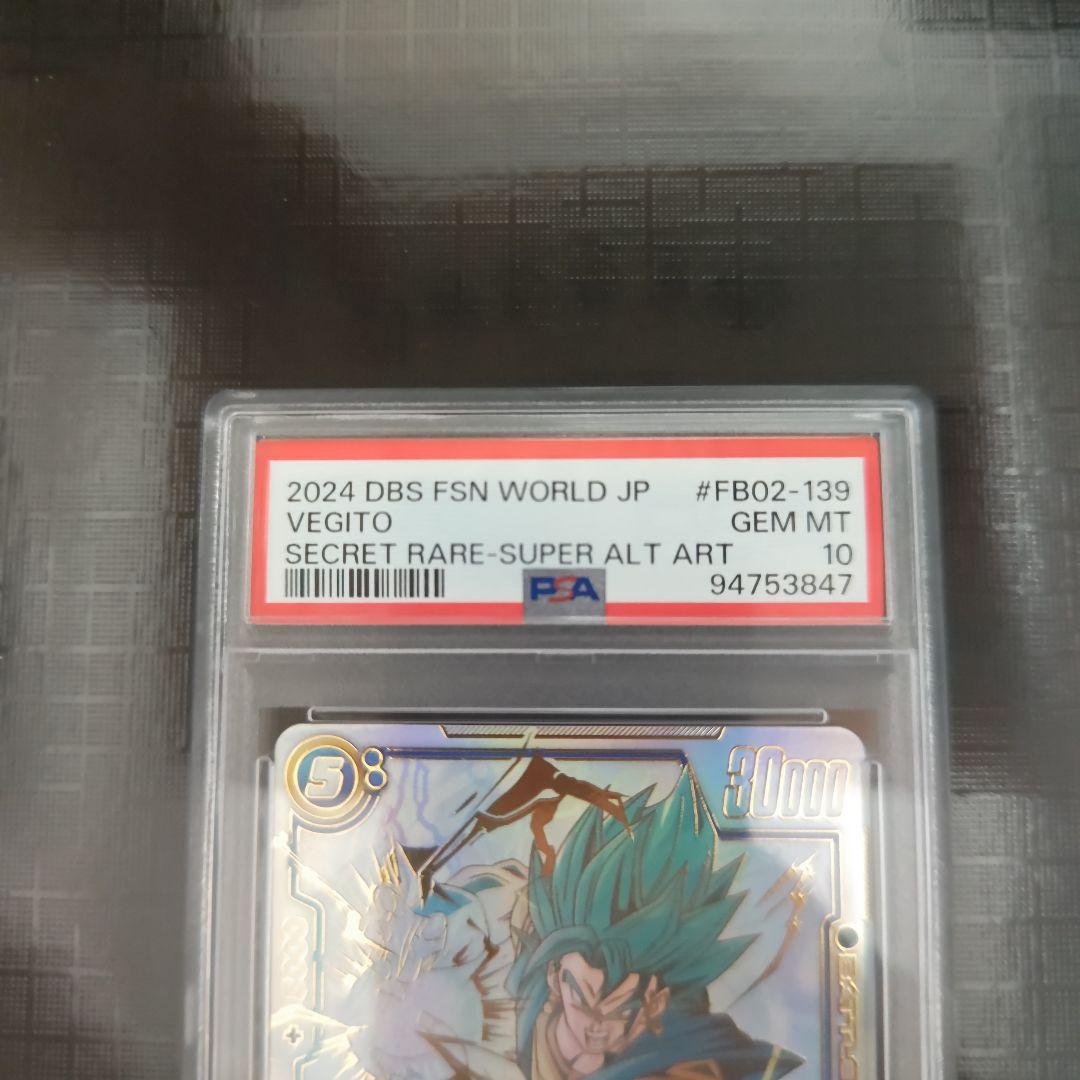 2024 DBS FSN WORLD JP #FB02-139
VEGITO GEM MT
SECRET RARE-SUPER ALT ART 10
PSA 94753847
5 8
30000